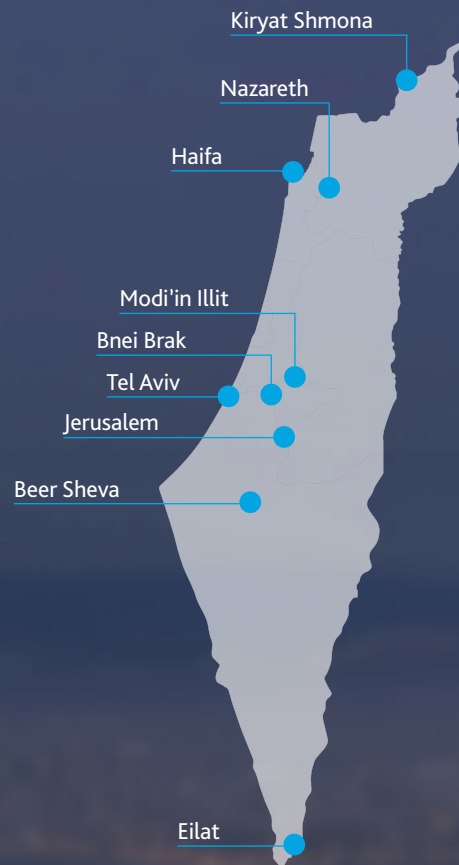 Kiryat Shmona
Nazareth
Haifa
Modi'in Illit
Bnei Brak
Tel Aviv
Jerusalem
Beer Sheva
Eilat